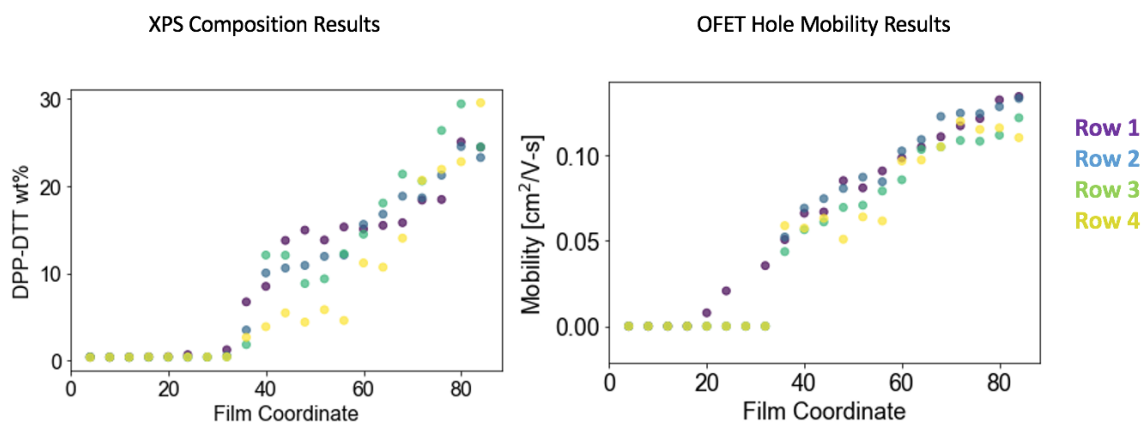 XPS Composition Results
OFET Hole Mobility Results
DPP-DTT wt%
30
20
10
0
0 20 40 60 80
Film Coordinate
Mobility [cm²/V-s]
0.10
0.05
0.00
0 20 40 60 80
Film Coordinate
Row 1
Row 2
Row 3
Row 4